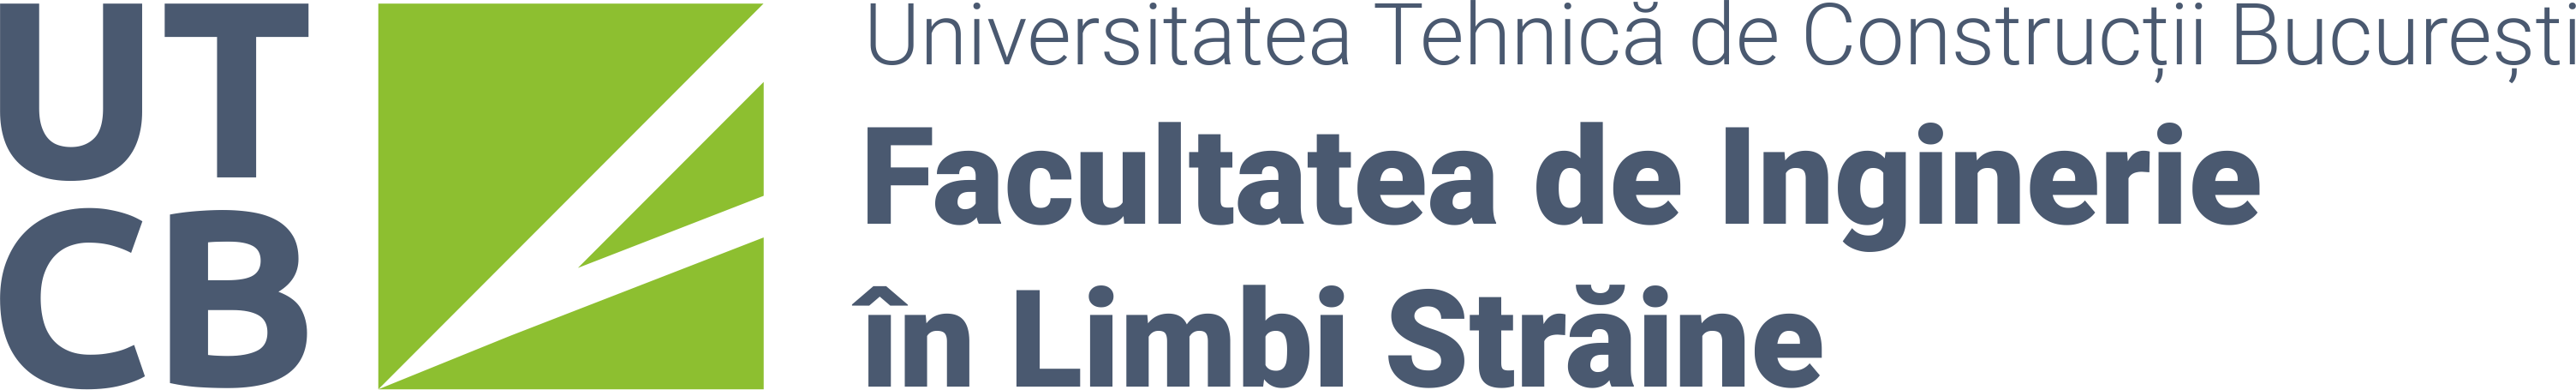 UT
CB
Universitatea Tehnică de Construcții București
Facultatea de Inginerie
în Limbi Străine